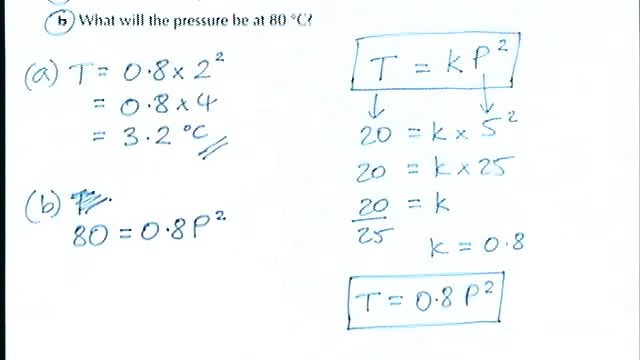 b What will the pressure be at 80 °C?
(a) T = 0.8 x 2²
= 0.8 x 4
= 3.2 °C
(b)
80 = 0.8P²
T = kP²
20 = k x 5²
20 = k x 25
20/25 = k
k = 0.8
T = 0.8P²